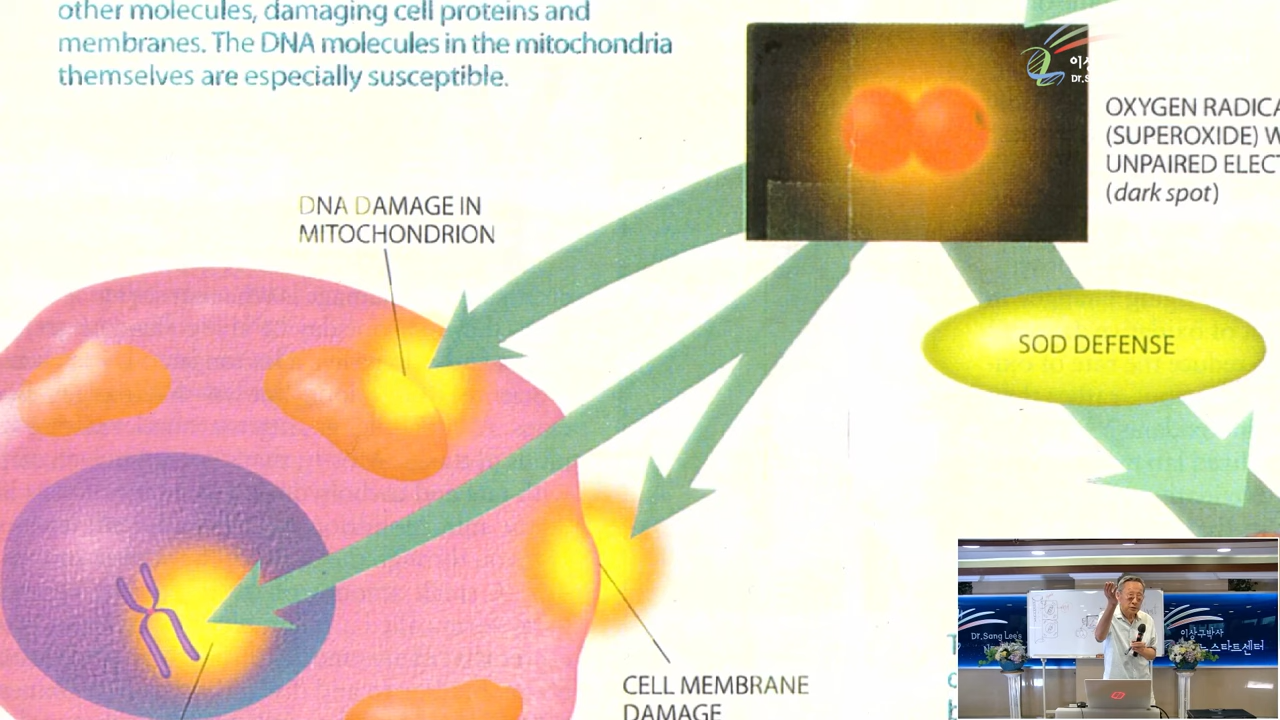 other molecules, damaging cell proteins and
membranes. The DNA molecules in the mitochondria
themselves are especially susceptible.
이상
Dr.S
OXYGEN RADICA
(SUPEROXIDE) W
UNPAIRED ELECT
(dark spot)
DNA DAMAGE IN
MITOCHONDRION
SOD DEFENSE
CELL MEMBRANE
DAMAGE
Dr.Sang Lee's
이상구박사
스타트센터